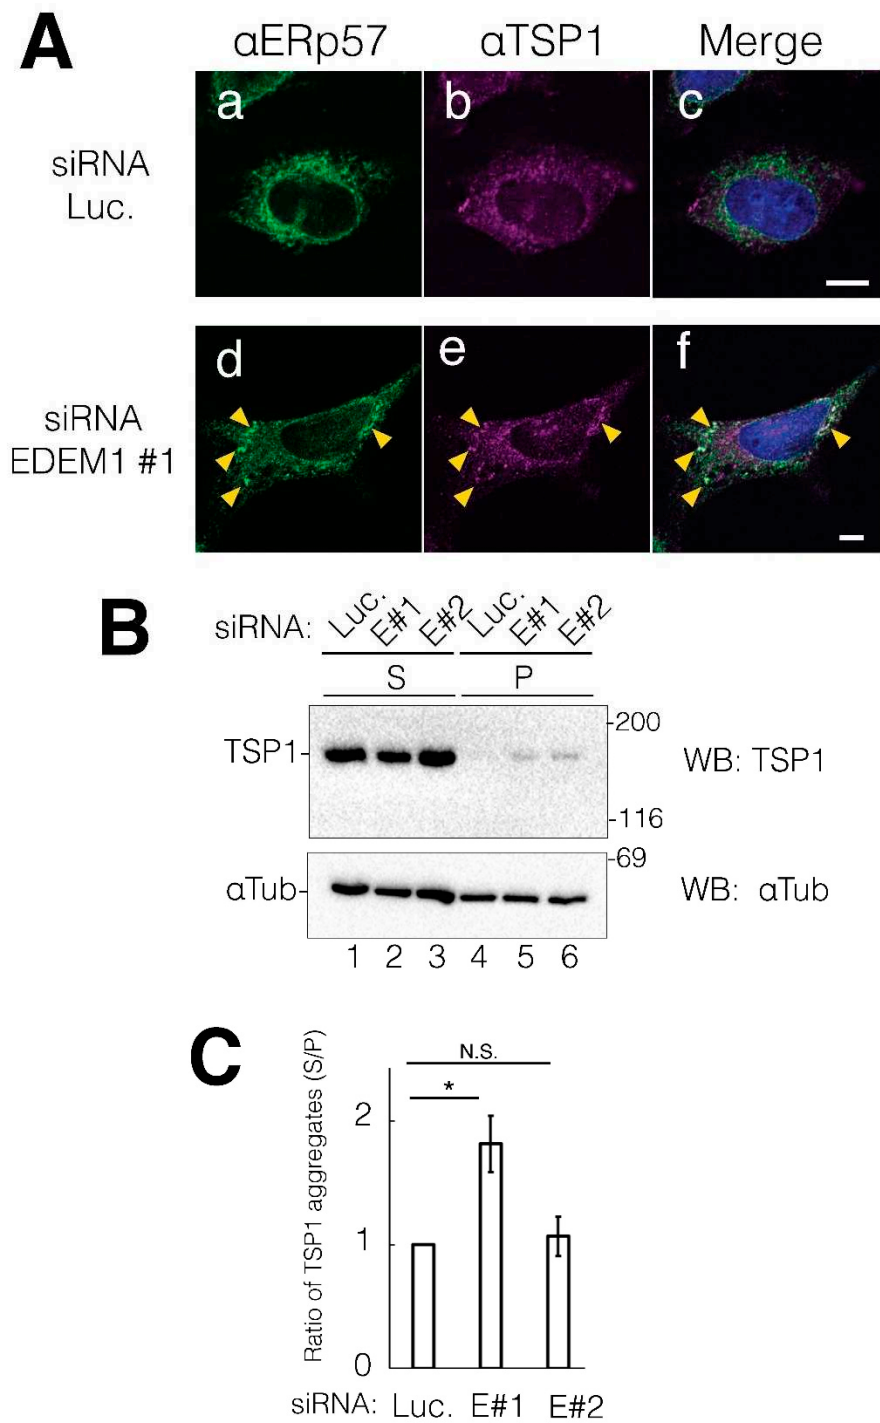 A
αERp57 αTSP1 Merge
siRNA
Luc.
a b c
siRNA
EDEM1 #1
d e f
B
siRNA: Luc. E#1 E#2 Luc. E#1 E#2
S P
-200
TSP1- WB: TSP1
-116
-69
αTub- WB: αTub
1 2 3 4 5 6
C
Ratio of TSP1 aggregates (S/P)
N.S.
*
2
1
0
siRNA: Luc. E#1 E#2